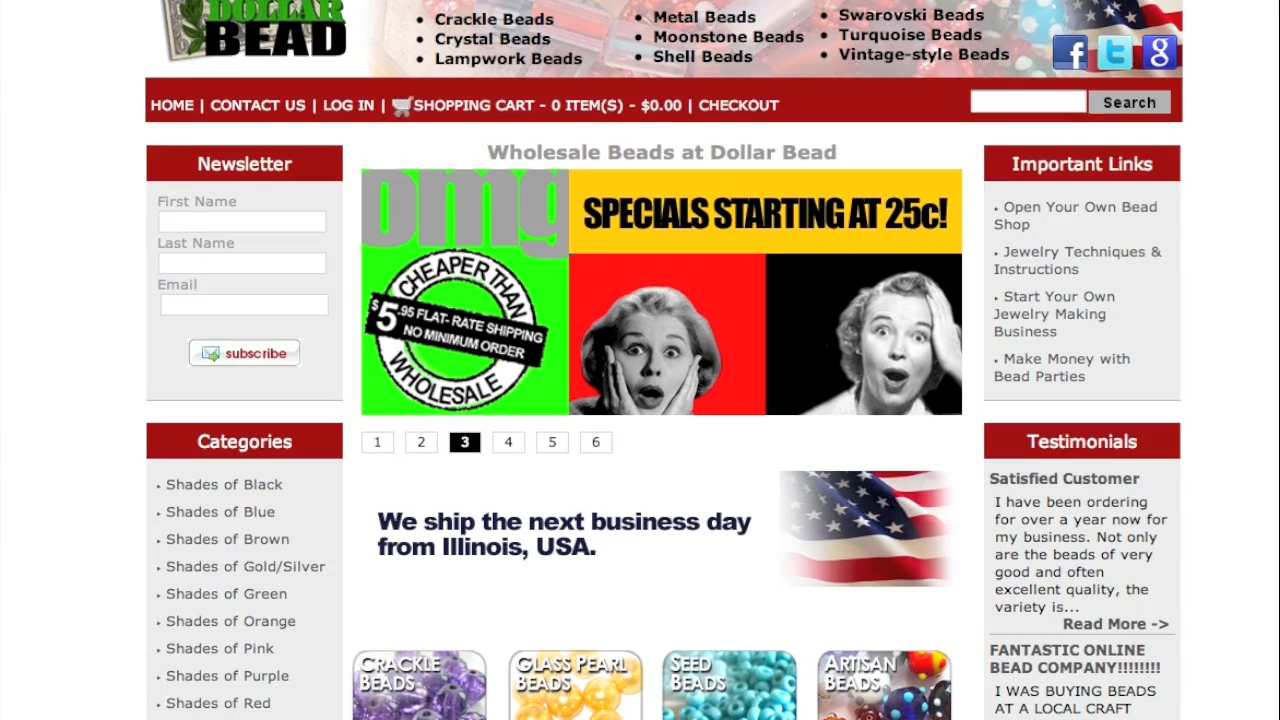 DOLLAR
BEAD
• Crackle Beads
• Crystal Beads
• Lampwork Beads
• Metal Beads
• Moonstone Beads
• Shell Beads
• Swarovski Beads
• Turquoise Beads
• Vintage-style Beads
f
t
g
HOME | CONTACT US | LOG IN | SHOPPING CART - 0 ITEM(S) - $0.00 | CHECKOUT
Search
Newsletter
First Name
Last Name
Email
subscribe
Categories
Shades of Black
Shades of Blue
Shades of Brown
Shades of Gold/Silver
Shades of Green
Shades of Orange
Shades of Pink
Shades of Purple
Shades of Red
Wholesale Beads at Dollar Bead
omg
SPECIALS STARTING AT 25c!
CHEAPER THAN
$5.95 FLAT-RATE SHIPPING
NO MINIMUM ORDER
WHOLESALE
1 2 3 4 5 6
We ship the next business day
from Illinois, USA.
CRACKLE
BEADS
GLASS PEARL
BEADS
SEED
BEADS
ARTISAN
BEADS
Important Links
Open Your Own Bead
Shop
Jewelry Techniques &
Instructions
Start Your Own
Jewelry Making
Business
Make Money with
Bead Parties
Testimonials
Satisfied Customer
I have been ordering
for over a year now for
my business. Not only
are the beads of very
good and often
excellent quality, the
variety is...
Read More ->
FANTASTIC ONLINE
BEAD COMPANY!!!!!!!!
I WAS BUYING BEADS
AT A LOCAL CRAFT